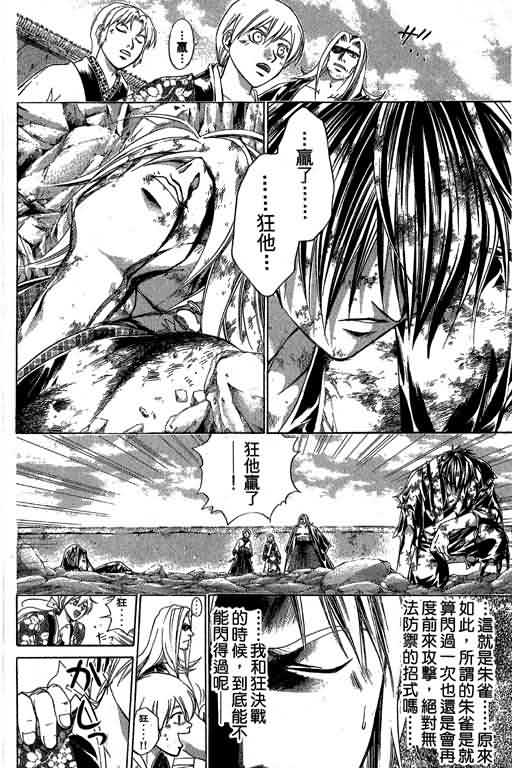 …
贏…
……
……
贏了…
…
……狂他…
狂他贏了
——！
……這就是朱雀……原來
如此，所謂的朱雀是就
算閃過一次也還是會再
度前來攻擊，絕對無
法防禦的招式嗎……
……我和狂決戰
的時候，到底能不
能閃得過呢——
狂…
…
狂…!!
がくっ